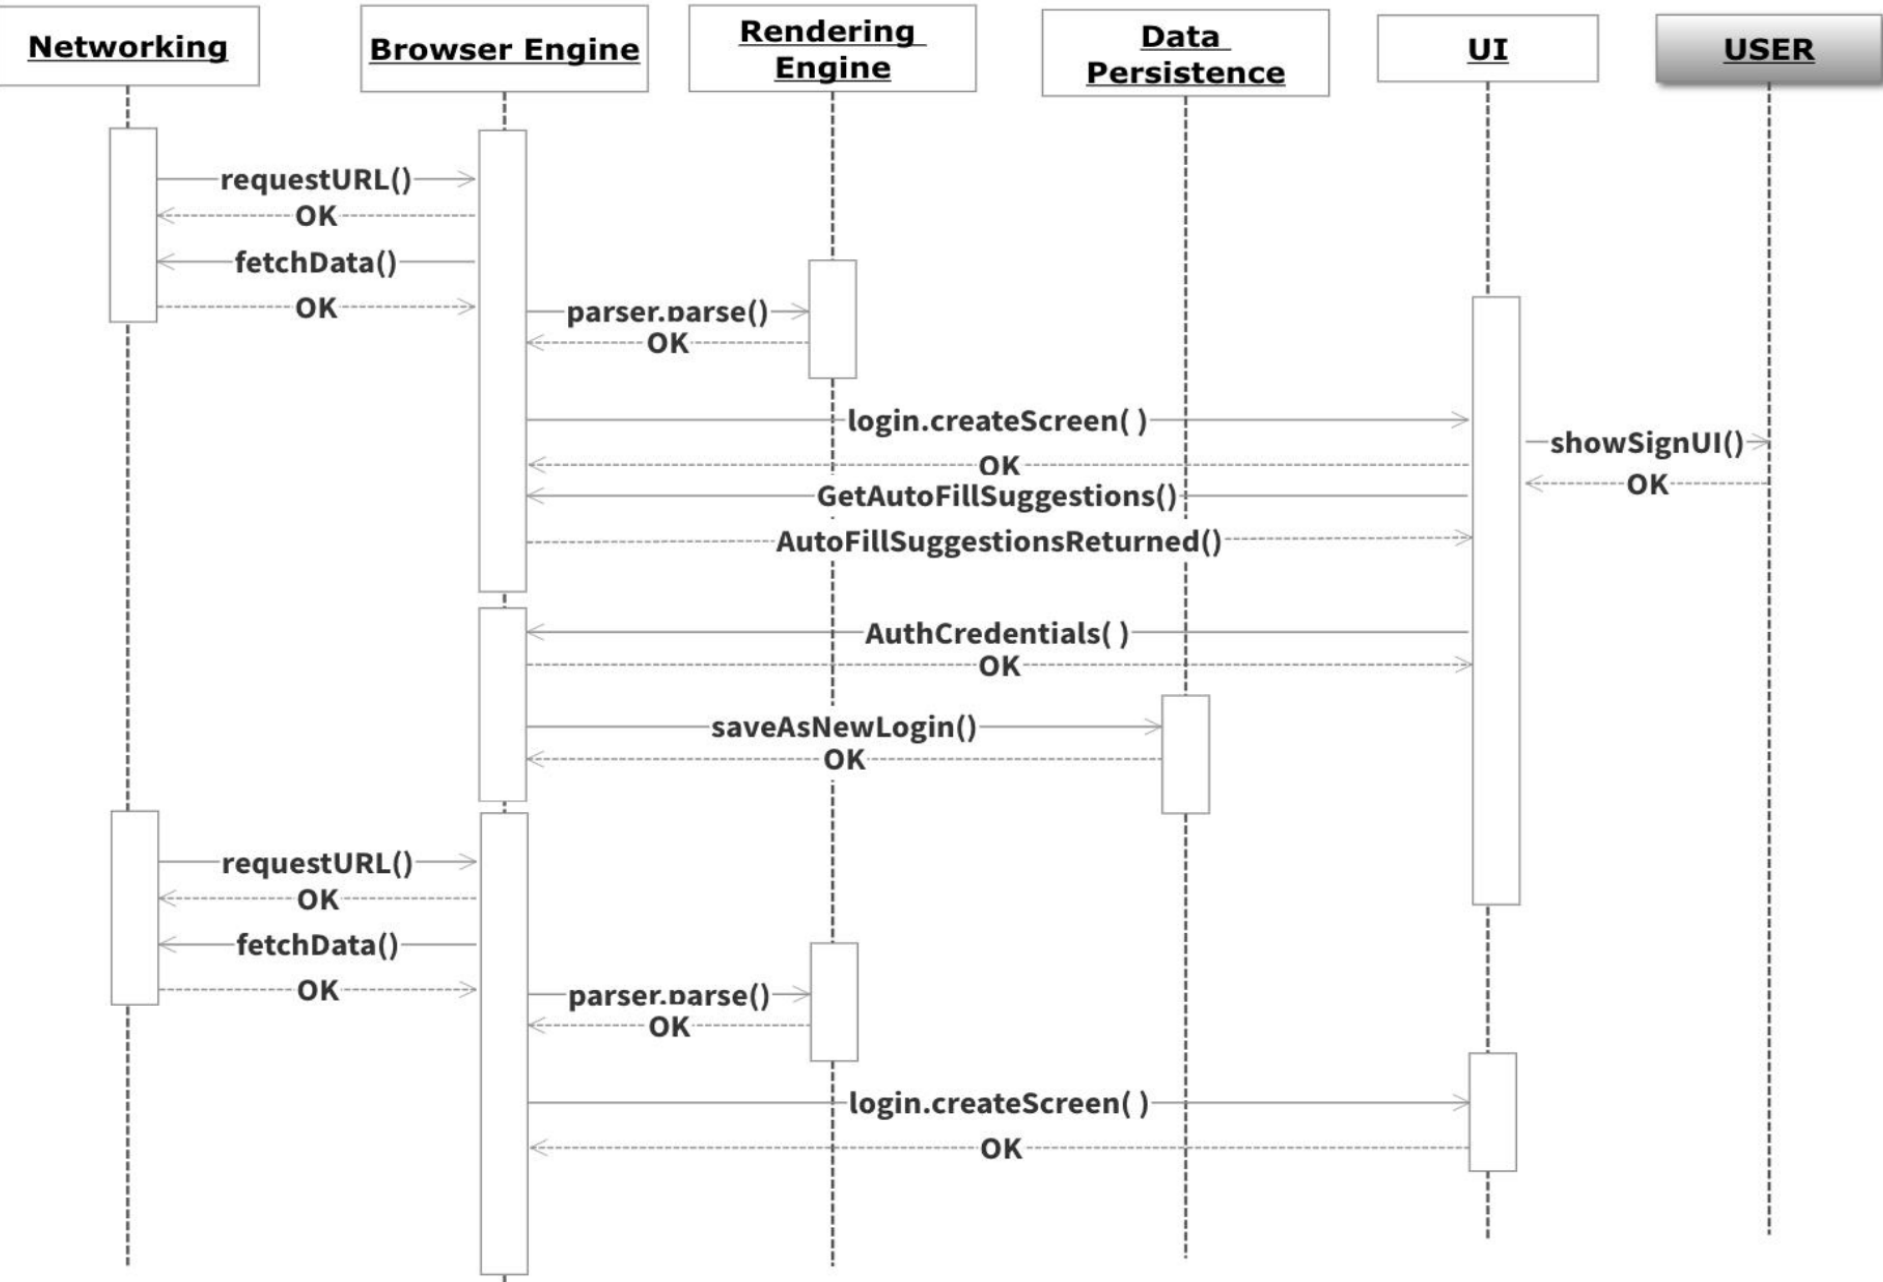 Networking
Browser Engine
Rendering
Engine
Data
Persistence
UI
USER
requestURL()
OK
fetchData()
OK
parser.parse()
OK
login.createScreen( )
showSignUI()
OK
OK
GetAutoFillSuggestions()
AutoFillSuggestionsReturned()
AuthCredentials( )
OK
saveAsNewLogin()
OK
requestURL()
OK
fetchData()
OK
parser.parse()
OK
login.createScreen( )
OK